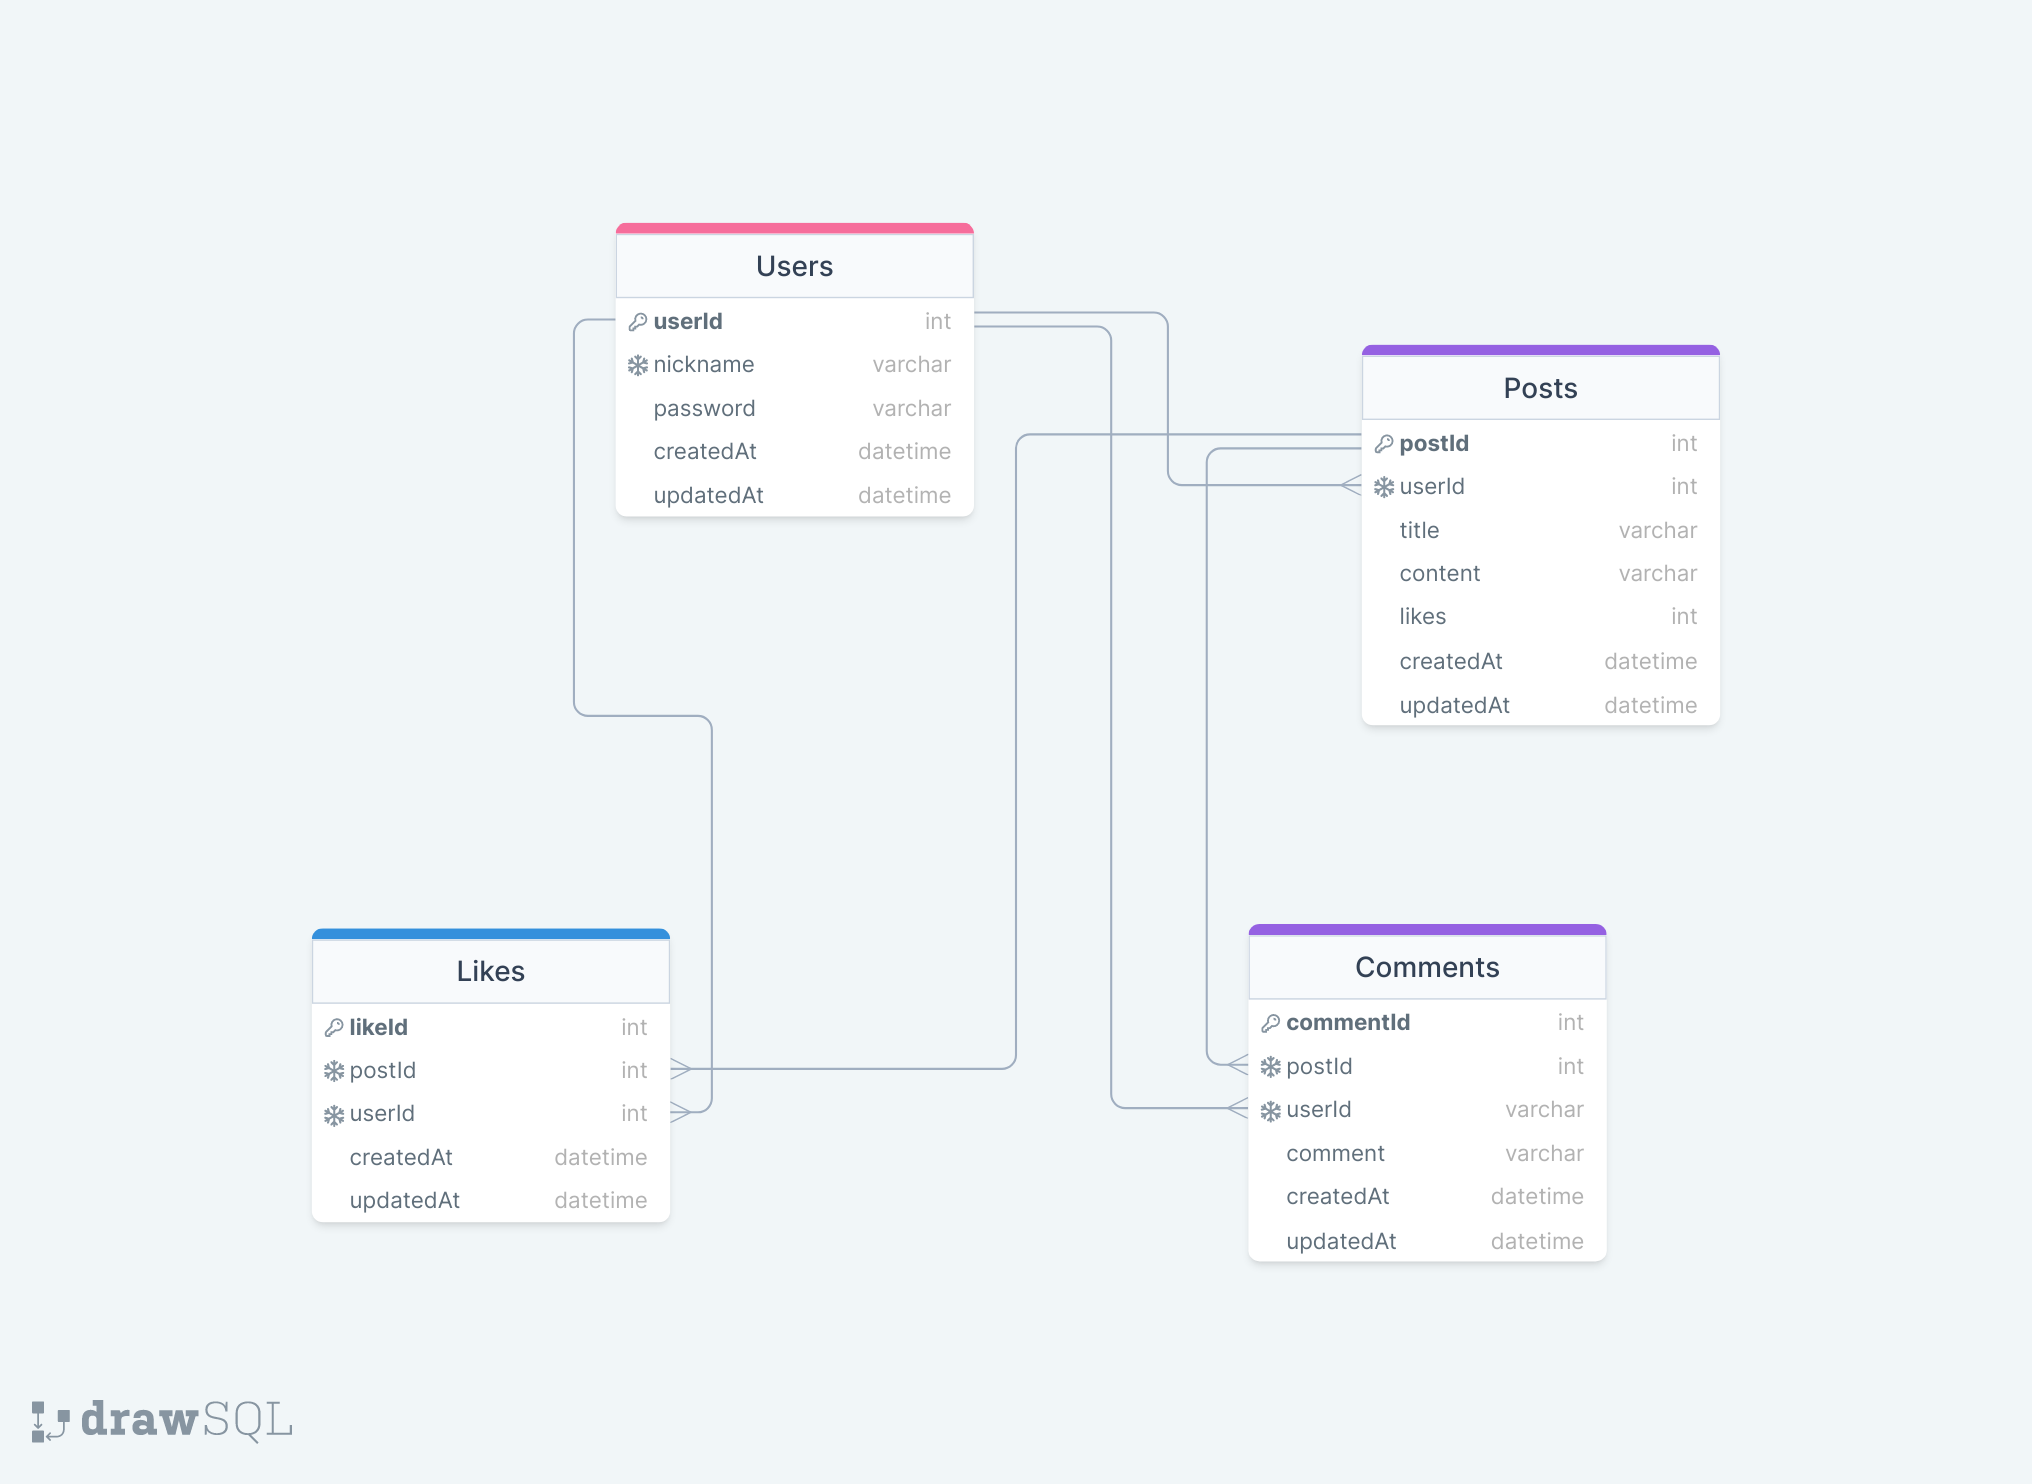 Users
userId int
nickname varchar
password varchar
createdAt datetime
updatedAt datetime
Posts
postId int
userId int
title varchar
content varchar
likes int
createdAt datetime
updatedAt datetime
Likes
likeId int
postId int
userId int
createdAt datetime
updatedAt datetime
Comments
commentId int
postId int
userId varchar
comment varchar
createdAt datetime
updatedAt datetime
drawSQL